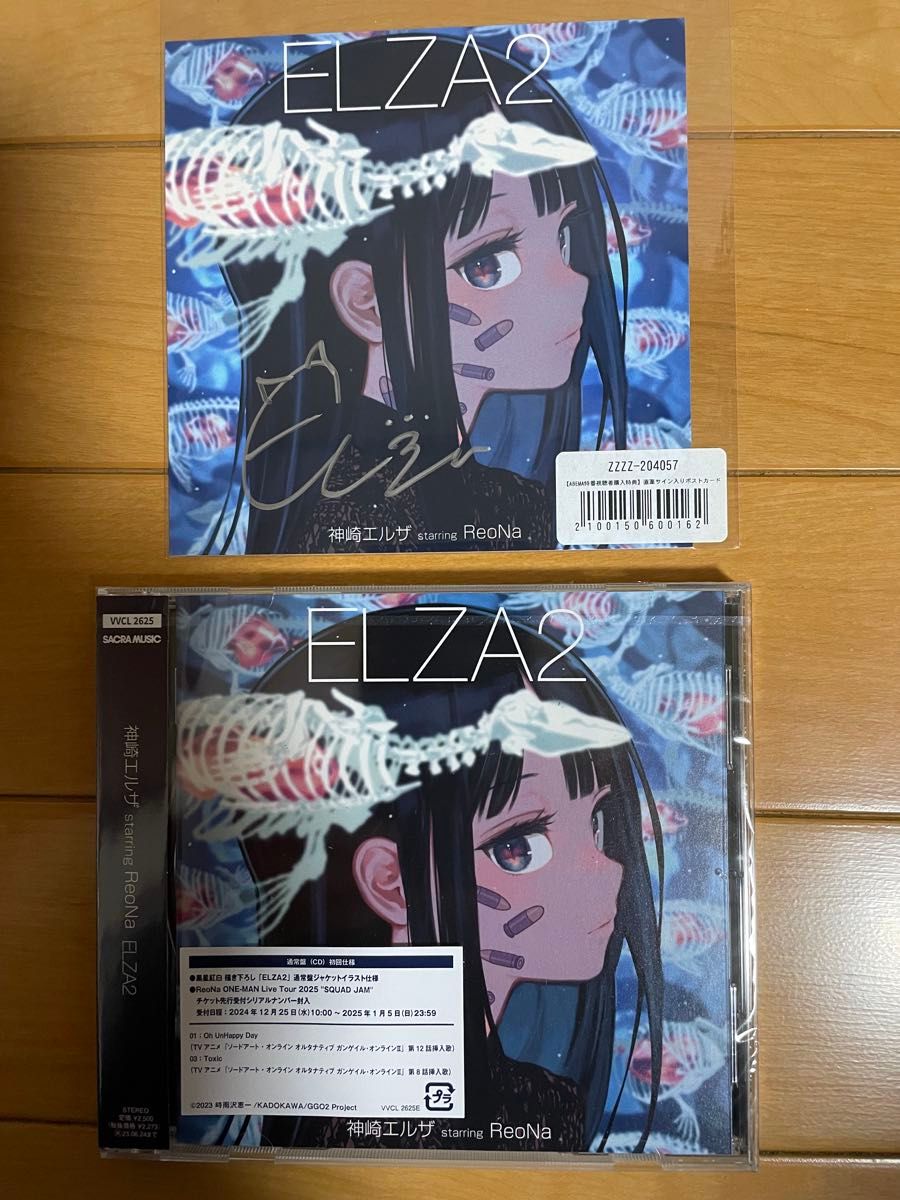 ELZA2
Elza
ZZZZ-204057
【ABEMA特番視聴者購入特典】直筆サイン入りポストカード
2100150600162
神崎エルザ starring ReoNa
VVCL 2625
SACRA MUSIC
神崎エルザ starring ReoNa ELZA2
STEREO
定価 ¥2,500
(税抜価格 ¥2,273)
ELZA2
通常盤 (CD) 初回仕様
●黒星紅白 描き下ろし「ELZA2」通常盤ジャケットイラスト仕様
●ReoNa ONE-MAN Live Tour 2025 "SQUAD JAM"
チケット先行受付シリアルナンバー封入
受付日程：2024年12月25日(水)10:00～2025年1月5日(日)23:59
01：Oh UnHappy Day
(TVアニメ「ソードアート・オンライン オルタナティブ ガンゲイル・オンラインⅡ」第12話挿入歌)
03：Toxic
(TVアニメ「ソードアート・オンライン オルタナティブ ガンゲイル・オンラインⅡ」第8話挿入歌)
©2023 時雨沢恵一/KADOKAWA/GGO2 Project
VVCL 2625E
プラ
神崎エルザ starring ReoNa